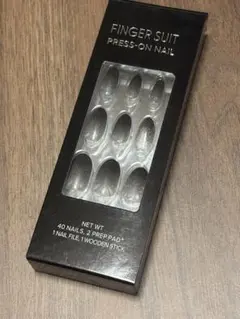 FINGER SUIT
PRESS-ON NAIL
NET WT
40 NAILS, 2 PREP PAD*
1 NAIL FILE, 1 WOODEN STICK